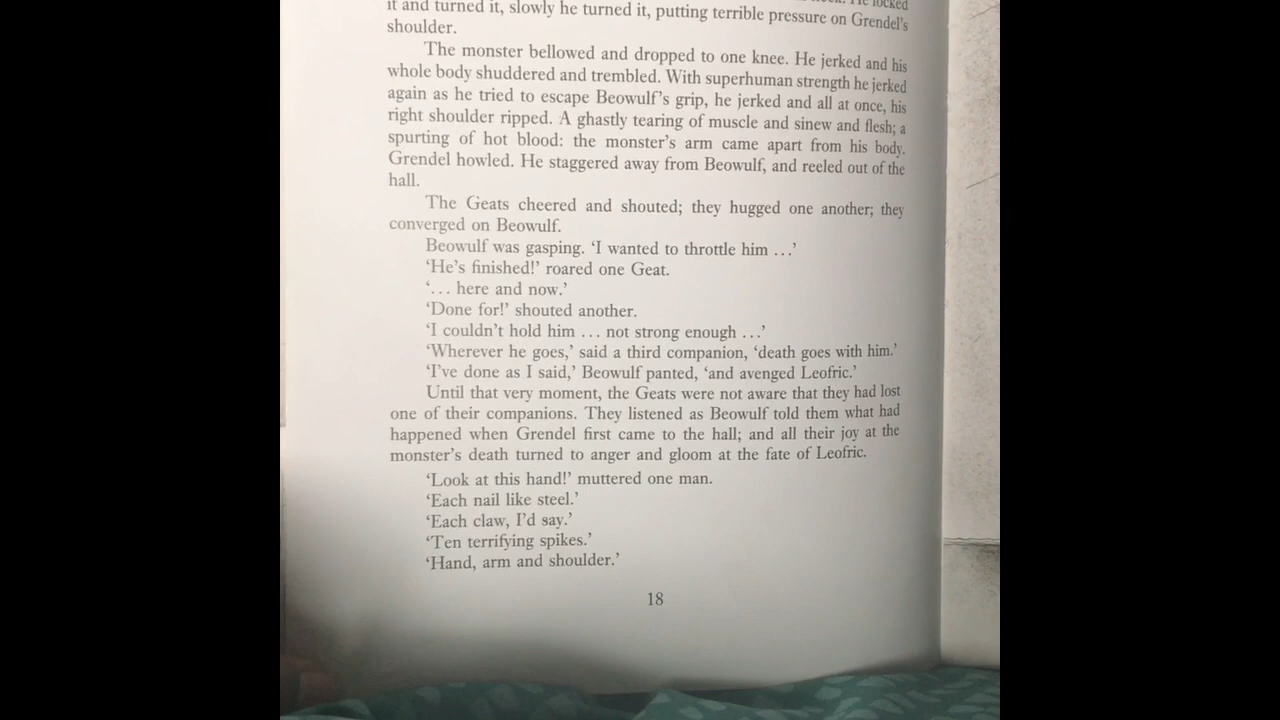 He locked
it and turned it, slowly he turned it, putting terrible pressure on Grendel's
shoulder.
The monster bellowed and dropped to one knee. He jerked and his
whole body shuddered and trembled. With superhuman strength he jerked
again as he tried to escape Beowulf's grip, he jerked and all at once, his
right shoulder ripped. A ghastly tearing of muscle and sinew and flesh; a
spurting of hot blood: the monster's arm came apart from his body.
Grendel howled. He staggered away from Beowulf, and reeled out of the
hall.
The Geats cheered and shouted; they hugged one another; they
converged on Beowulf.
Beowulf was gasping. ‘I wanted to throttle him ...’
‘He's finished!’ roared one Geat.
‘... here and now.’
‘Done for!’ shouted another.
‘I couldn't hold him ... not strong enough ...’
‘Wherever he goes,’ said a third companion, ‘death goes with him.’
‘I've done as I said,’ Beowulf panted, ‘and avenged Leofric.’
Until that very moment, the Geats were not aware that they had lost
one of their companions. They listened as Beowulf told them what had
happened when Grendel first came to the hall; and all their joy at the
monster's death turned to anger and gloom at the fate of Leofric.
‘Look at this hand!’ muttered one man.
‘Each nail like steel.’
‘Each claw, I'd say.’
‘Ten terrifying spikes.’
‘Hand, arm and shoulder.’
18